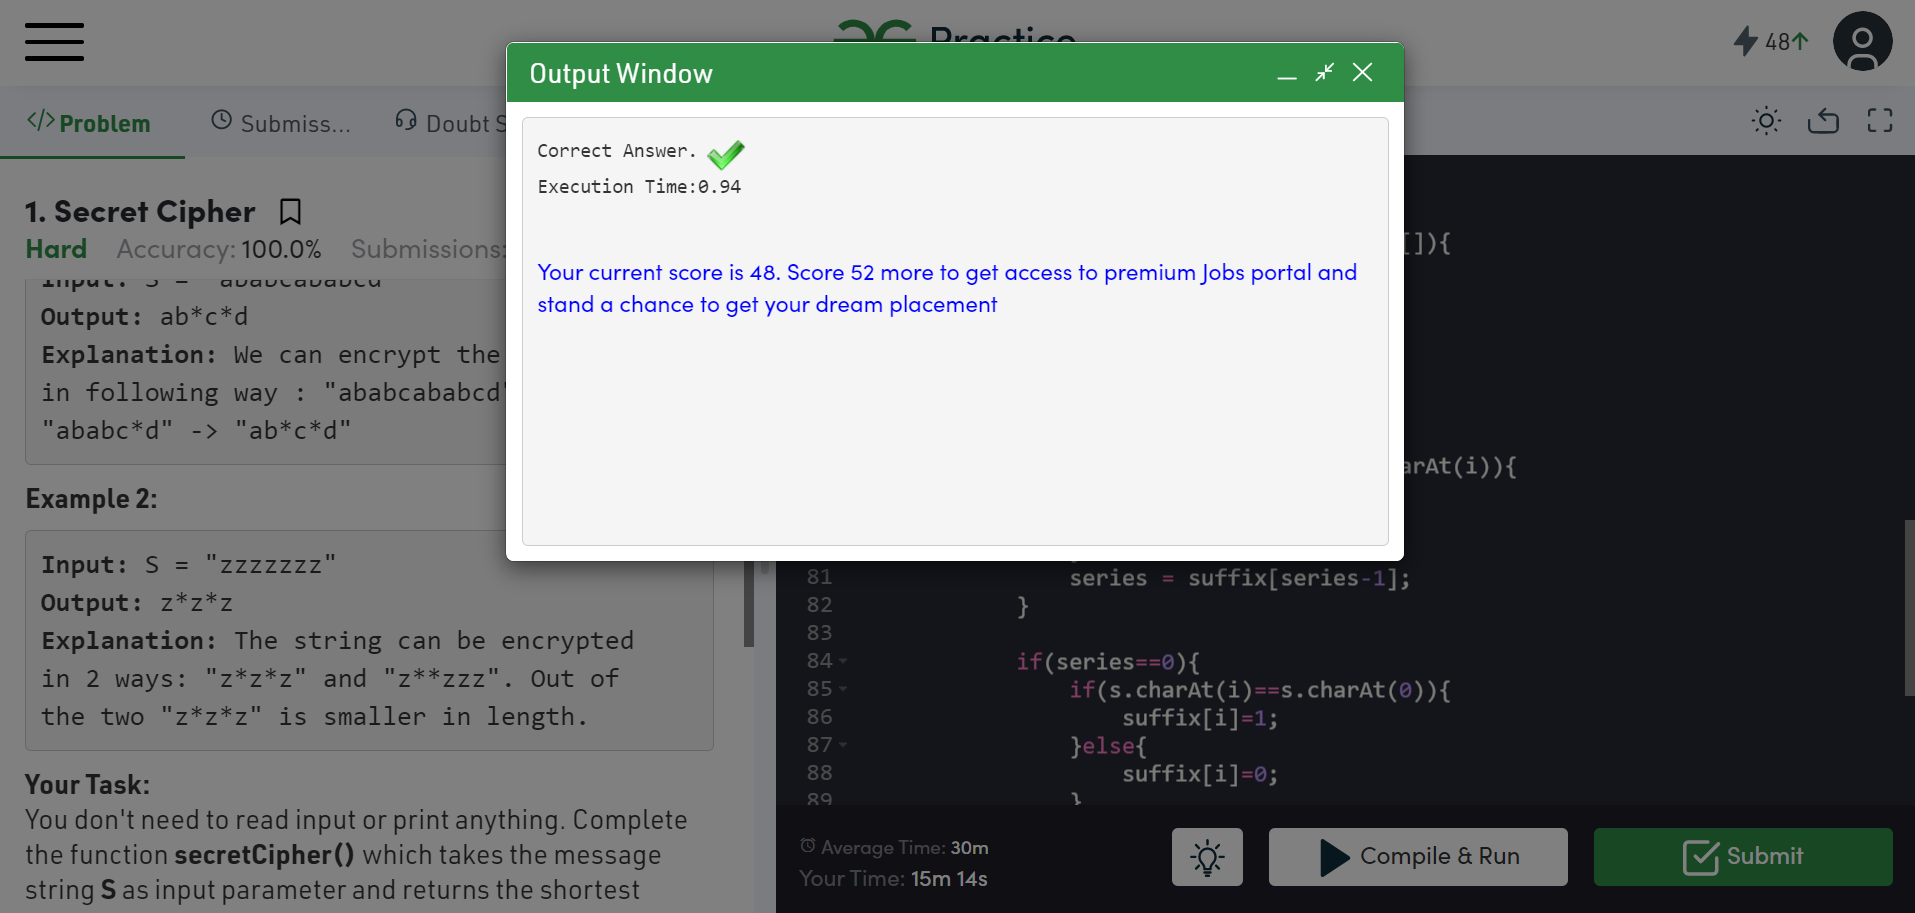 Practice
48
Output Window
</> Problem
Submiss...
Doubt S
Correct Answer.
Execution Time:0.94
Your current score is 48. Score 52 more to get access to premium Jobs portal and
stand a chance to get your dream placement
1. Secret Cipher
Hard Accuracy: 100.0% Submissions:
Input: S = "ababcababcd"
Output: ab*c*d
Explanation: We can encrypt the
in following way : "ababcababcd"
"ababc*d" -> "ab*c*d"
Example 2:
Input: S = "zzzzzzz"
Output: z*z*z
Explanation: The string can be encrypted
in 2 ways: "z*z*z" and "z**zzz". Out of
the two "z*z*z" is smaller in length.
Your Task:
You don't need to read input or print anything. Complete
the function secretCipher() which takes the message
string S as input parameter and returns the shortest
[]){
arAt(i)){
81 series = suffix[series-1];
82 }
83
84 if(series==0){
85 if(s.charAt(i)==s.charAt(0)){
86 suffix[i]=1;
87 }else{
88 suffix[i]=0;
89 }
Average Time: 30m
Your Time: 15m 14s
Compile & Run
Submit